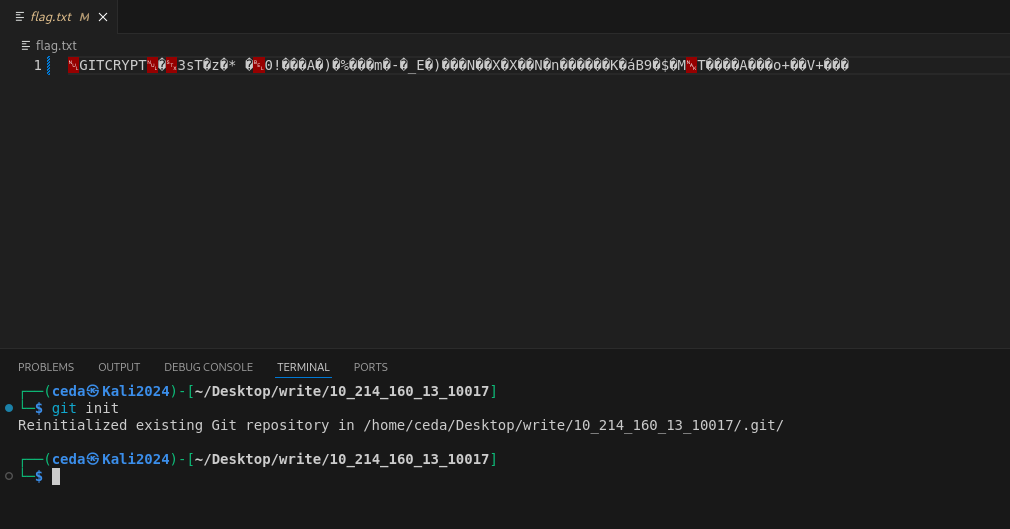 flag.txt M
flag.txt
1 GITCRYPT�3sT�z�* �0!���A�)�%���m�-�_E�)���N��X�X��N�n������K�áB9�$�MT����A���o+��V+���
PROBLEMS OUTPUT DEBUG CONSOLE TERMINAL PORTS
┌──(ceda㉿Kali2024)-[~/Desktop/write/10_214_160_13_10017]
└─$ git init
Reinitialized existing Git repository in /home/ceda/Desktop/write/10_214_160_13_10017/.git/
┌──(ceda㉿Kali2024)-[~/Desktop/write/10_214_160_13_10017]
└─$